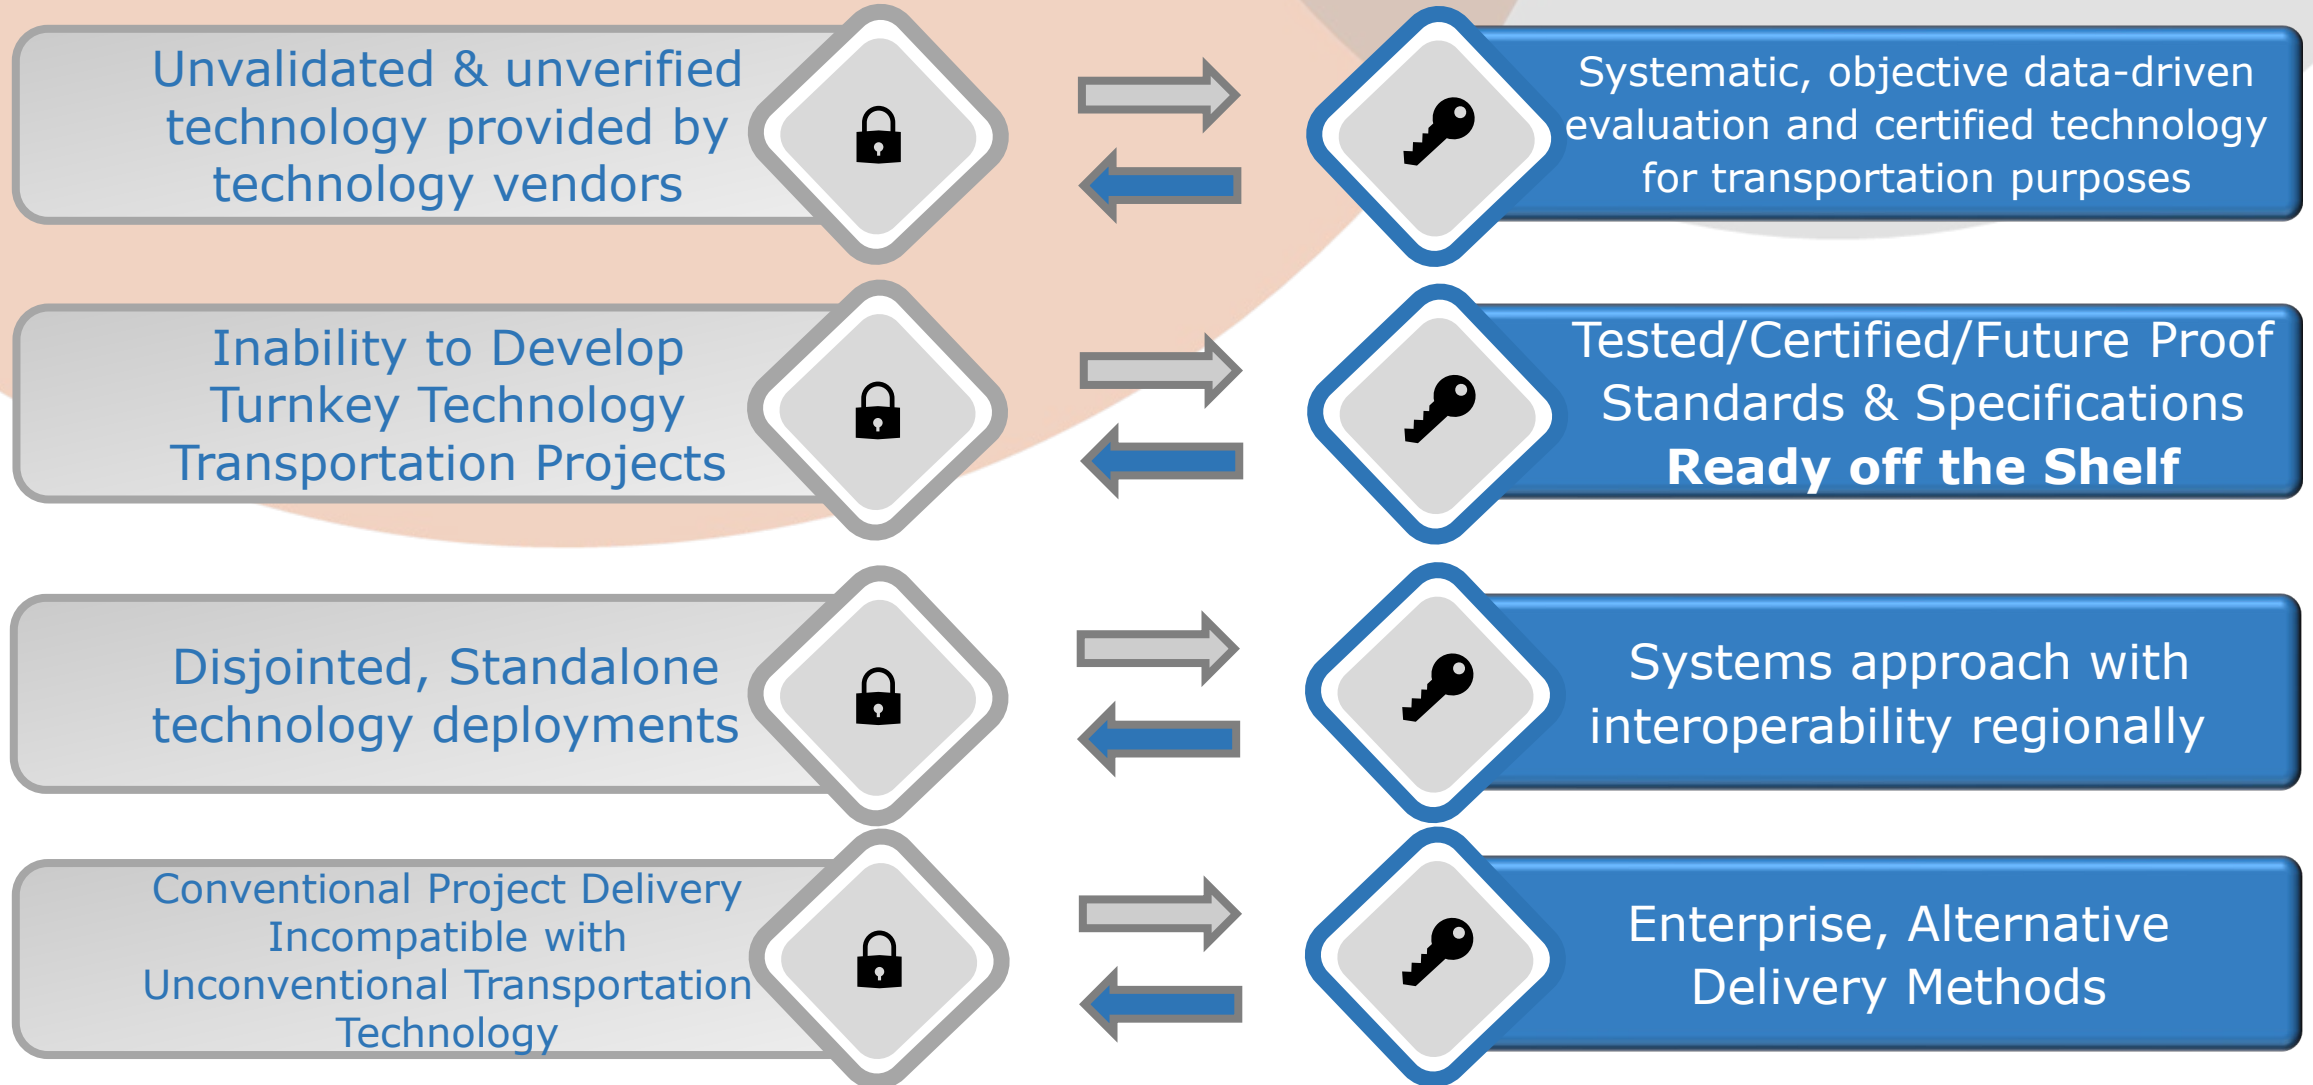 Unvalidated & unverified
technology provided by
technology vendors
Systematic, objective data-driven
evaluation and certified technology
for transportation purposes
Inability to Develop
Turnkey Technology
Transportation Projects
Tested/Certified/Future Proof
Standards & Specifications
Ready off the Shelf
Disjointed, Standalone
technology deployments
Systems approach with
interoperability regionally
Conventional Project Delivery
Incompatible with
Unconventional Transportation
Technology
Enterprise, Alternative
Delivery Methods